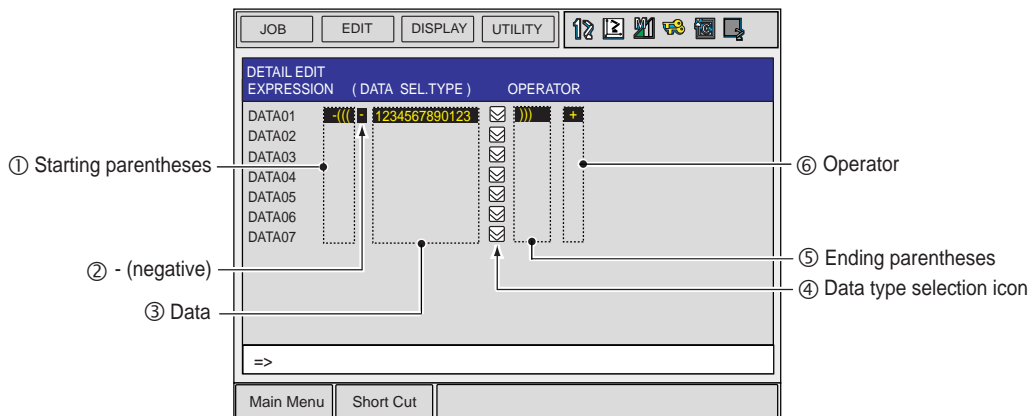 JOB EDIT DISPLAY UTILITY
DETAIL EDIT
EXPRESSION ( DATA SEL.TYPE ) OPERATOR
DATA01 -((( - 1234567890123 ))) +
DATA02
DATA03
DATA04
DATA05
DATA06
DATA07
① Starting parentheses
② - (negative)
③ Data
⑥ Operator
⑤ Ending parentheses
④ Data type selection icon
=>
Main Menu Short Cut